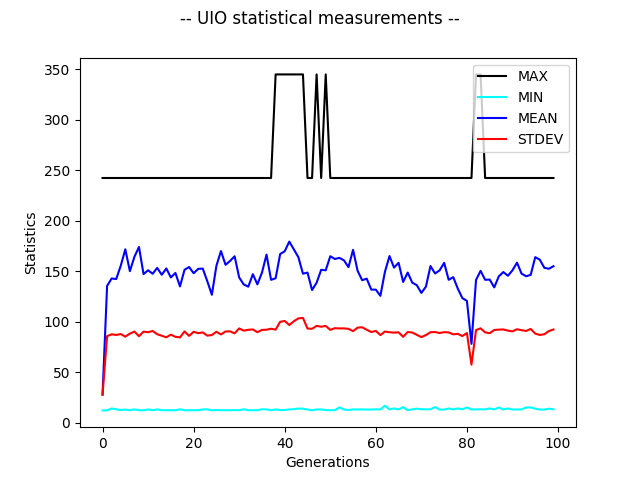 -- UIO statistical measurements --
350
300
250
200
150
100
50
0
Statistics
MAX
MIN
MEAN
STDEV
0 20 40 60 80 100
Generations